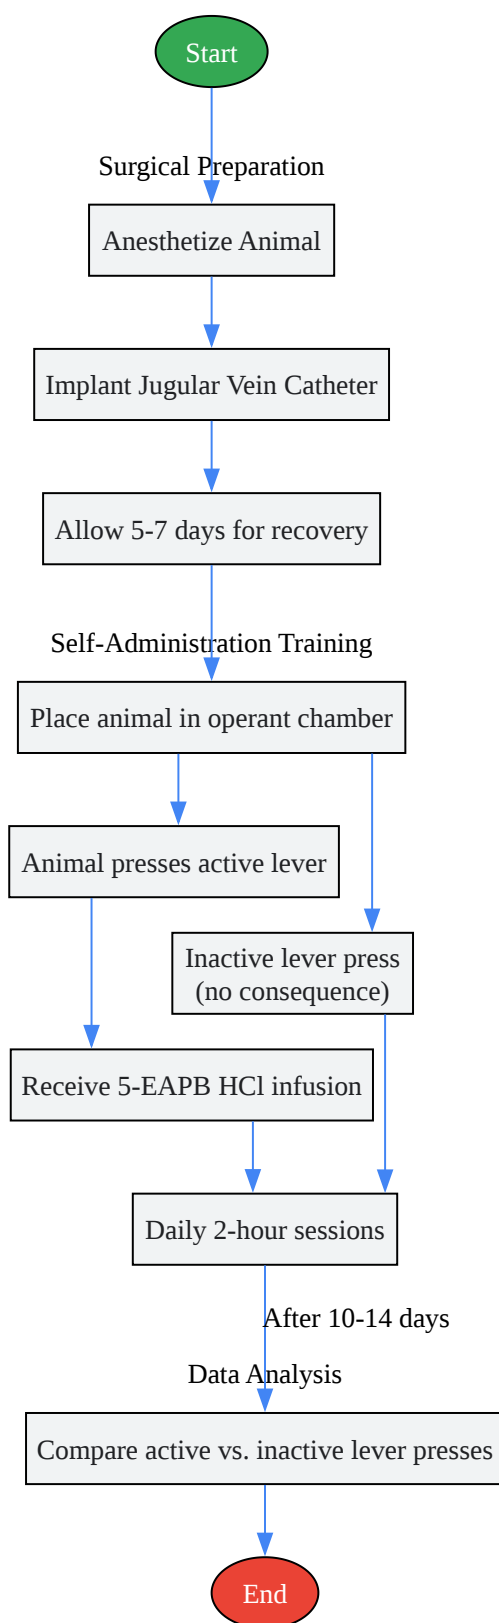 Start
Surgical Preparation
Anesthetize Animal
Implant Jugular Vein Catheter
Allow 5-7 days for recovery
Self-Administration Training
Place animal in operant chamber
Animal presses active lever
Inactive lever press
(no consequence)
Receive 5-EAPB HCl infusion
Daily 2-hour sessions
After 10-14 days
Data Analysis
Compare active vs. inactive lever presses
End